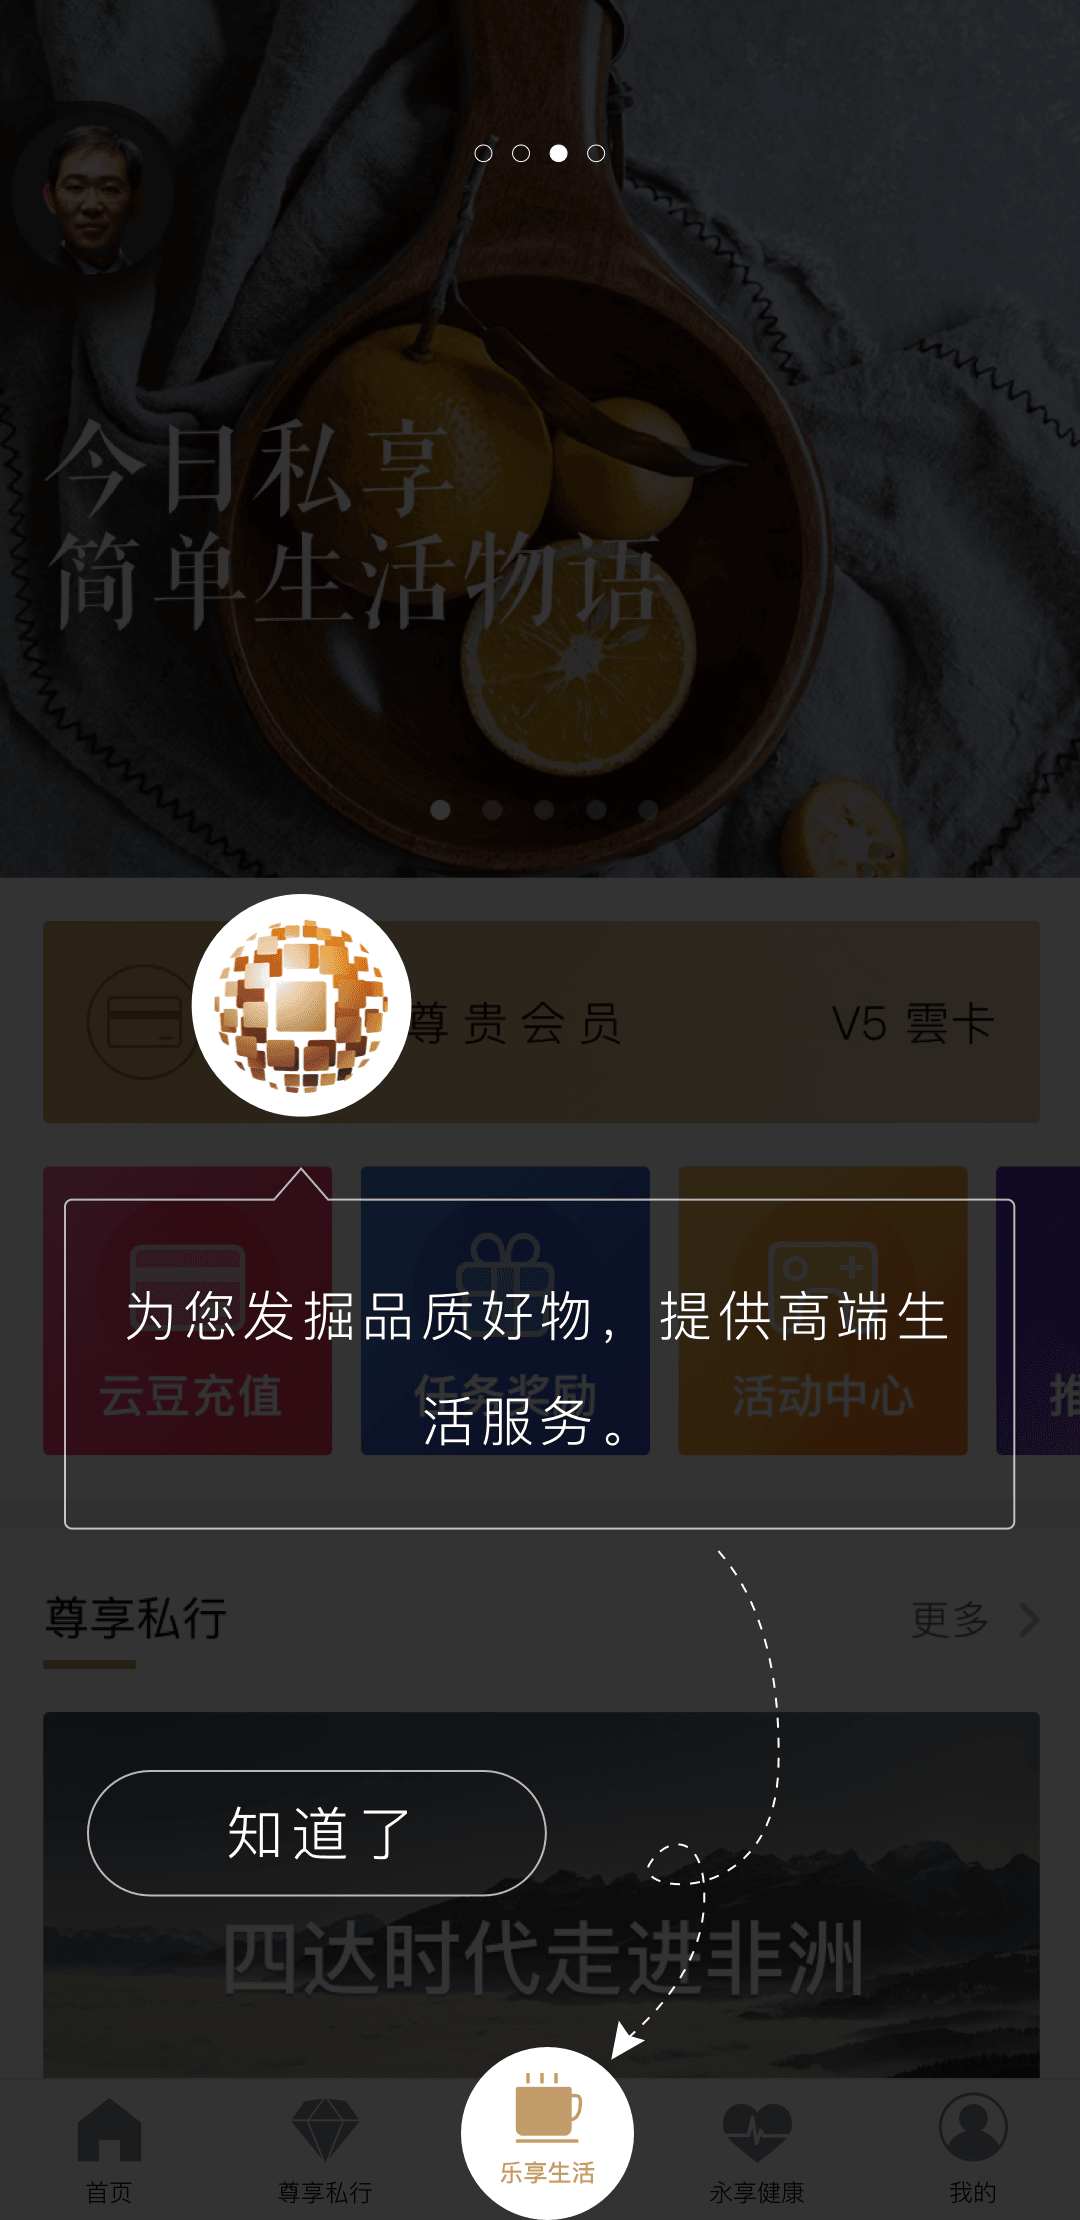 今日私享
简单生活物语
尊贵会员
V5 雲卡
为您发掘品质好物，提供高端生
活服务。
云豆充值
任务奖励
活动中心
推
尊享私行
更多
知道了
四达时代走进非洲
首页
尊享私行
乐享生活
永享健康
我的